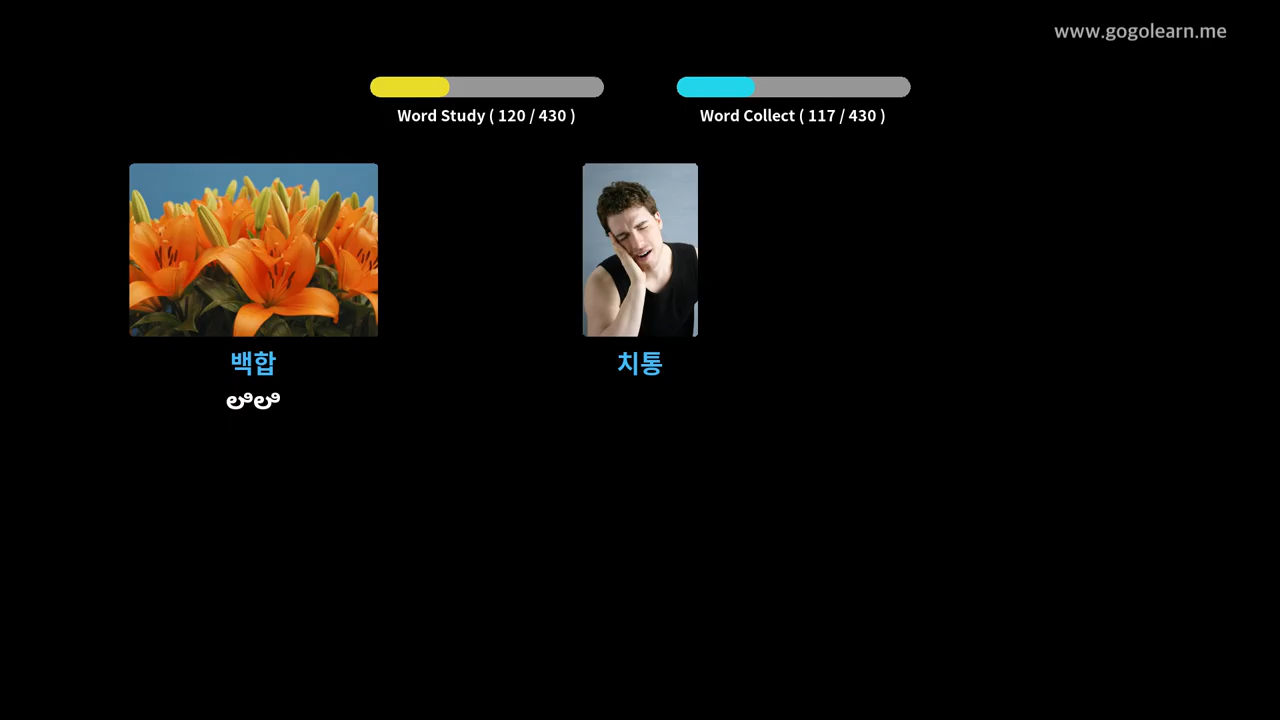 www.gogolearn.me
Word Study ( 120 / 430 )
Word Collect ( 117 / 430 )
백합
치통
ಲಿಲಿ